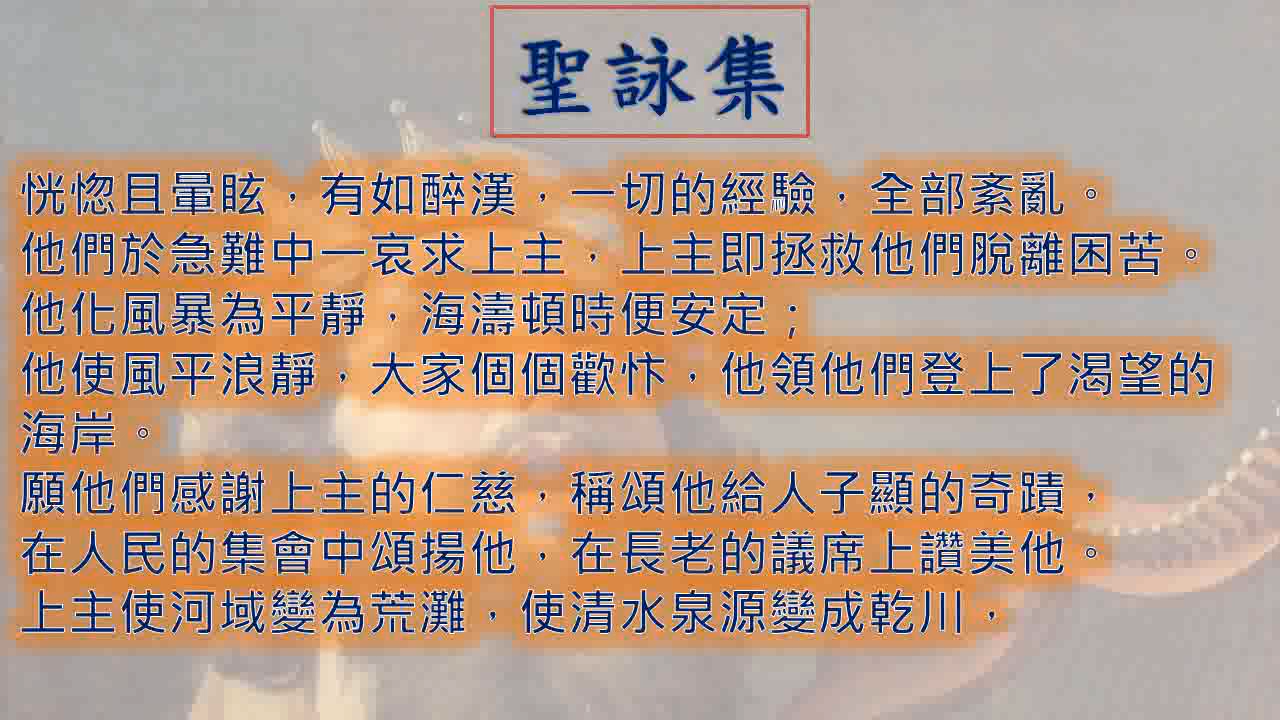 聖詠集
恍惚且暈眩，有如醉漢，一切的經驗，全部紊亂。
他們於急難中一哀求上主，上主即拯救他們脫離困苦。
他化風暴為平靜，海濤頓時便安定；
他使風平浪靜，大家個個歡忭，他領他們登上了渴望的
海岸。
願他們感謝上主的仁慈，稱頌他給人子顯的奇蹟，
在人民的集會中頌揚他，在長老的議席上讚美他。
上主使河域變為荒灘，使清水泉源變成乾川，